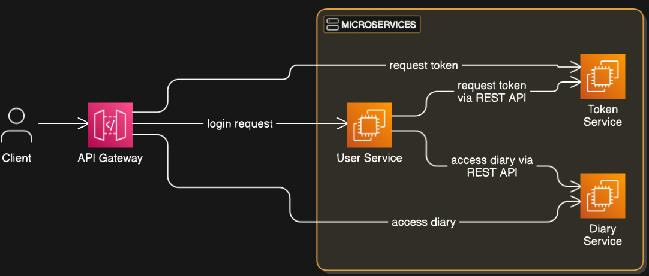 MICROSERVICES
request token
request token
via REST API
Token
Service
Client
API Gateway
login request
User Service
access diary via
REST API
access diary
Diary
Service